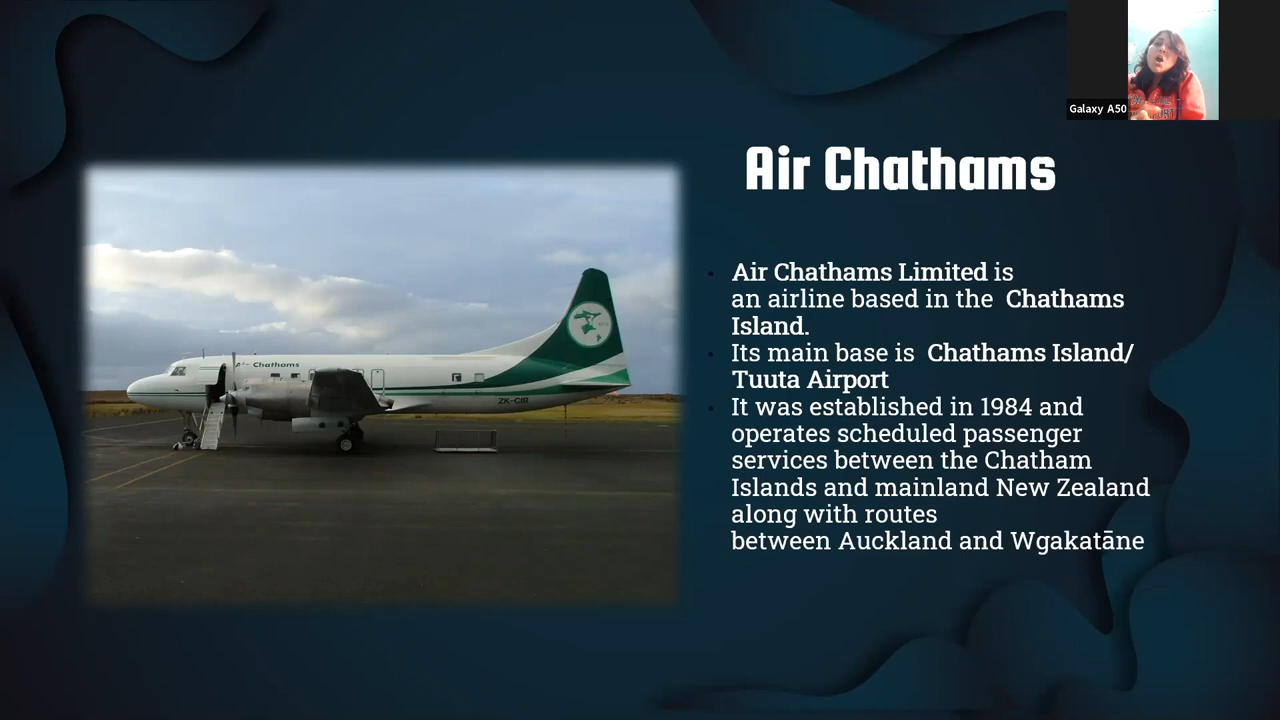 Galaxy A50
Air Chathams
Air Chathams Limited is
an airline based in the Chathams
Island.
Its main base is Chathams Island/
Tuuta Airport
It was established in 1984 and
operates scheduled passenger
services between the Chatham
Islands and mainland New Zealand
along with routes
between Auckland and Wgakatāne
Air Chathams
ZK-CIB